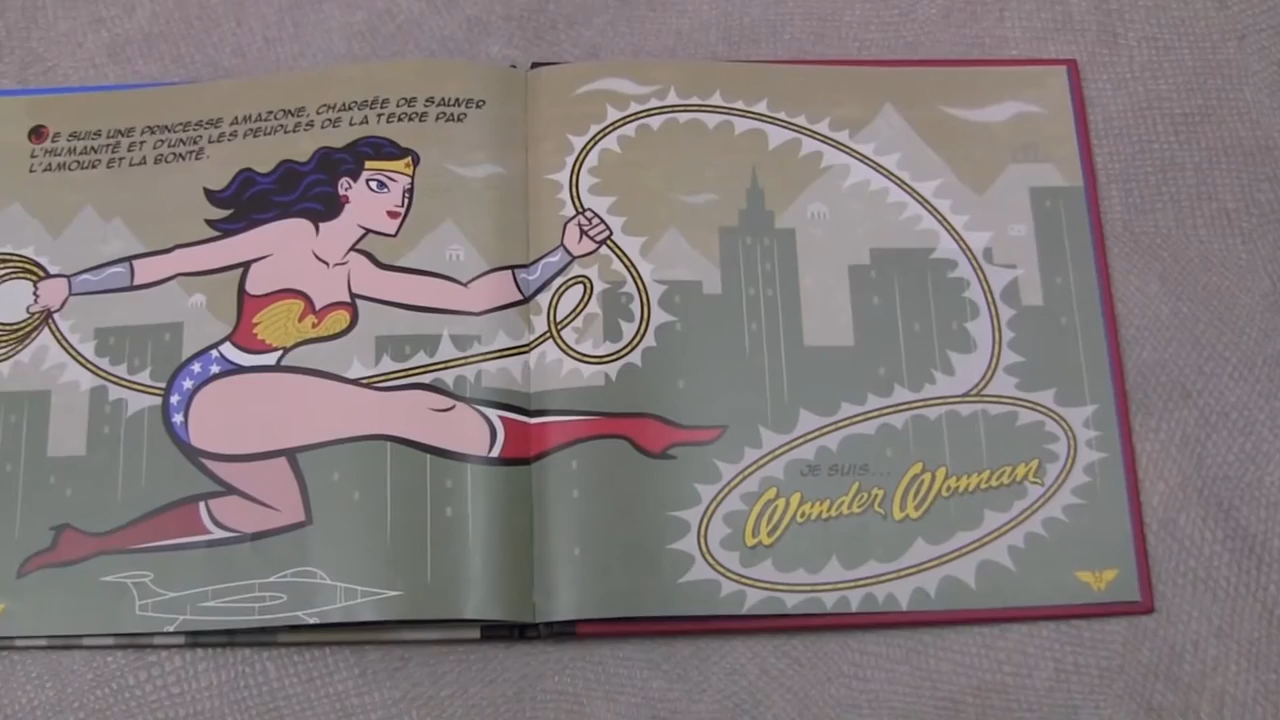 JE SUIS UNE PRINCESSE AMAZONE, CHARGÉE DE SAUVER
L'HUMANITÉ ET D'UNIR LES PEUPLES DE LA TERRE PAR
L'AMOUR ET LA BONTÉ.
JE SUIS...
Wonder Woman